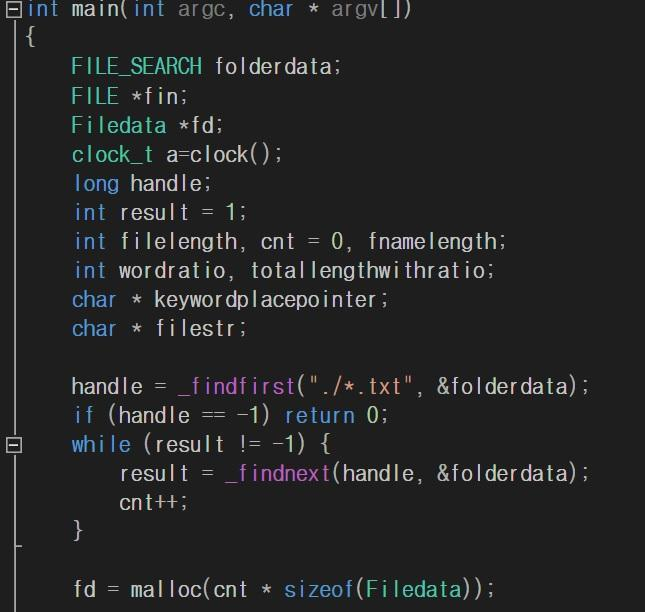 int main(int argc, char * argv[])
{
FILE_SEARCH folderdata;
FILE *fin;
Filedata *fd;
clock_t a=clock();
long handle;
int result = 1;
int filelength, cnt = 0, fnamelength;
int wordratio, totallengthwithratio;
char * keywordplacepointer;
char * filestr;
handle = _findfirst("./*.txt", &folderdata);
if (handle == -1) return 0;
while (result != -1) {
result = _findnext(handle, &folderdata);
cnt++;
}
fd = malloc(cnt * sizeof(Filedata));